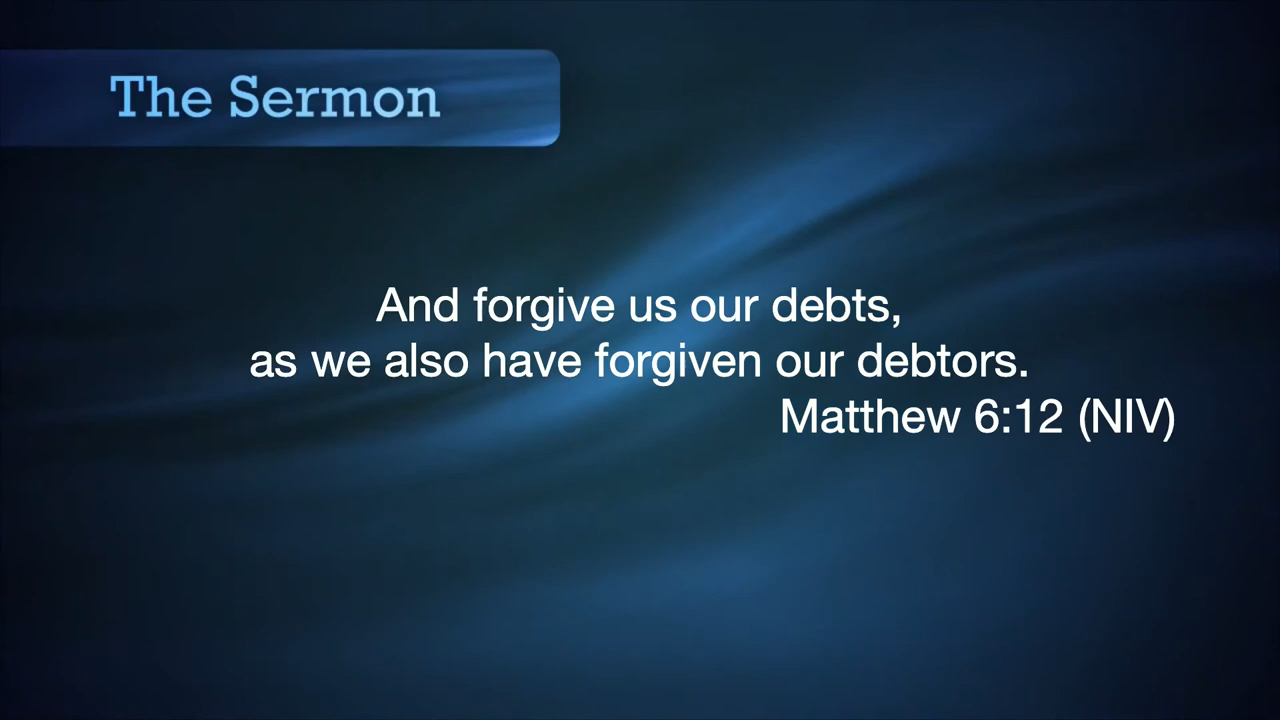 The Sermon
And forgive us our debts,
as we also have forgiven our debtors.
Matthew 6:12 (NIV)